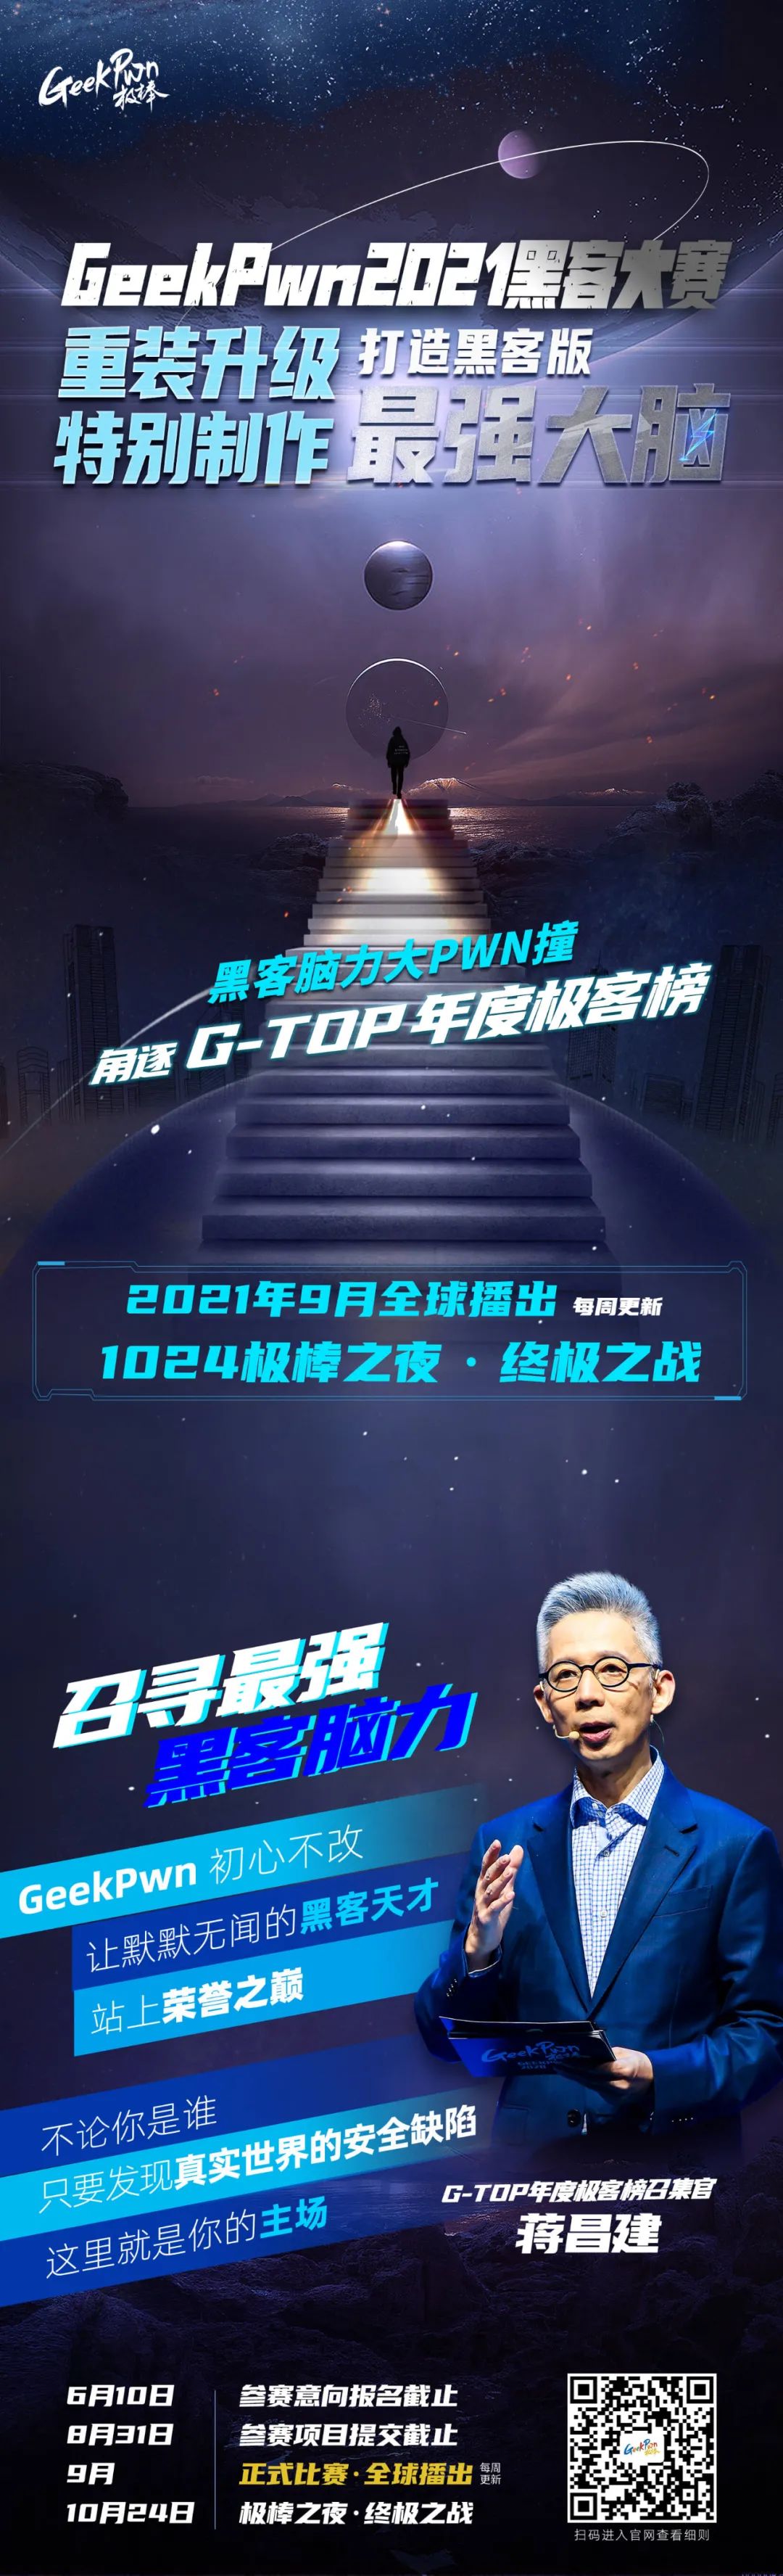 GeekPwn
极棒
GeekPwn2021黑客大赛
重装升级 打造黑客版
特别制作 最强大脑
黑客脑力大PWN撞
角逐 G-TOP 年度极客榜
2021年9月全球播出 每周更新
1024极棒之夜·终极之战
召寻最强
黑客脑力
GeekPwn 初心不改
让默默无闻的黑客天才
站上荣誉之巅
不论你是谁
只要发现真实世界的安全缺陷
这里就是你的主场
GeekPwn
G-TOP年度极客榜召集官
蒋昌建
6月10日 参赛意向报名截止
8月31日 参赛项目提交截止
9月 正式比赛·全球播出 每周更新
10月24日 极棒之夜·终极之战
GeekPwn
扫码进入官网查看细则